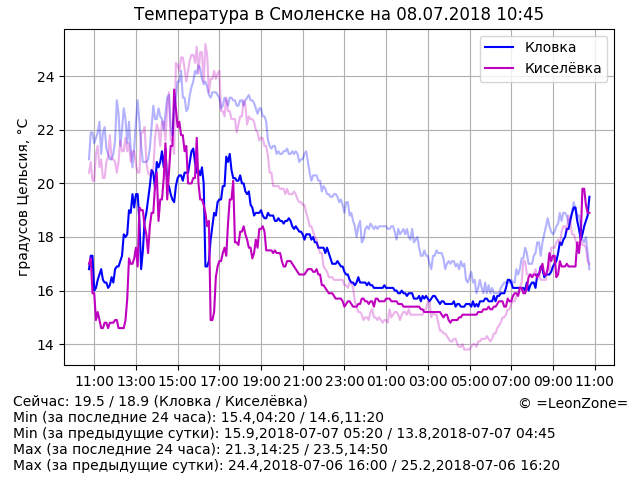 Температура в Смоленске на 08.07.2018 10:45
Кловка
Киселёвка
градусов Цельсия, °C
24
22
20
18
16
14
11:00 13:00 15:00 17:00 19:00 21:00 23:00 01:00 03:00 05:00 07:00 09:00 11:00
Сейчас: 19.5 / 18.9 (Кловка / Киселёвка)
© =LeonZone=
Min (за последние 24 часа): 15.4,04:20 / 14.6,11:20
Min (за предыдущие сутки): 15.9,2018-07-07 05:20 / 13.8,2018-07-07 04:45
Max (за последние 24 часа): 21.3,14:25 / 23.5,14:50
Max (за предыдущие сутки): 24.4,2018-07-06 16:00 / 25.2,2018-07-06 16:20